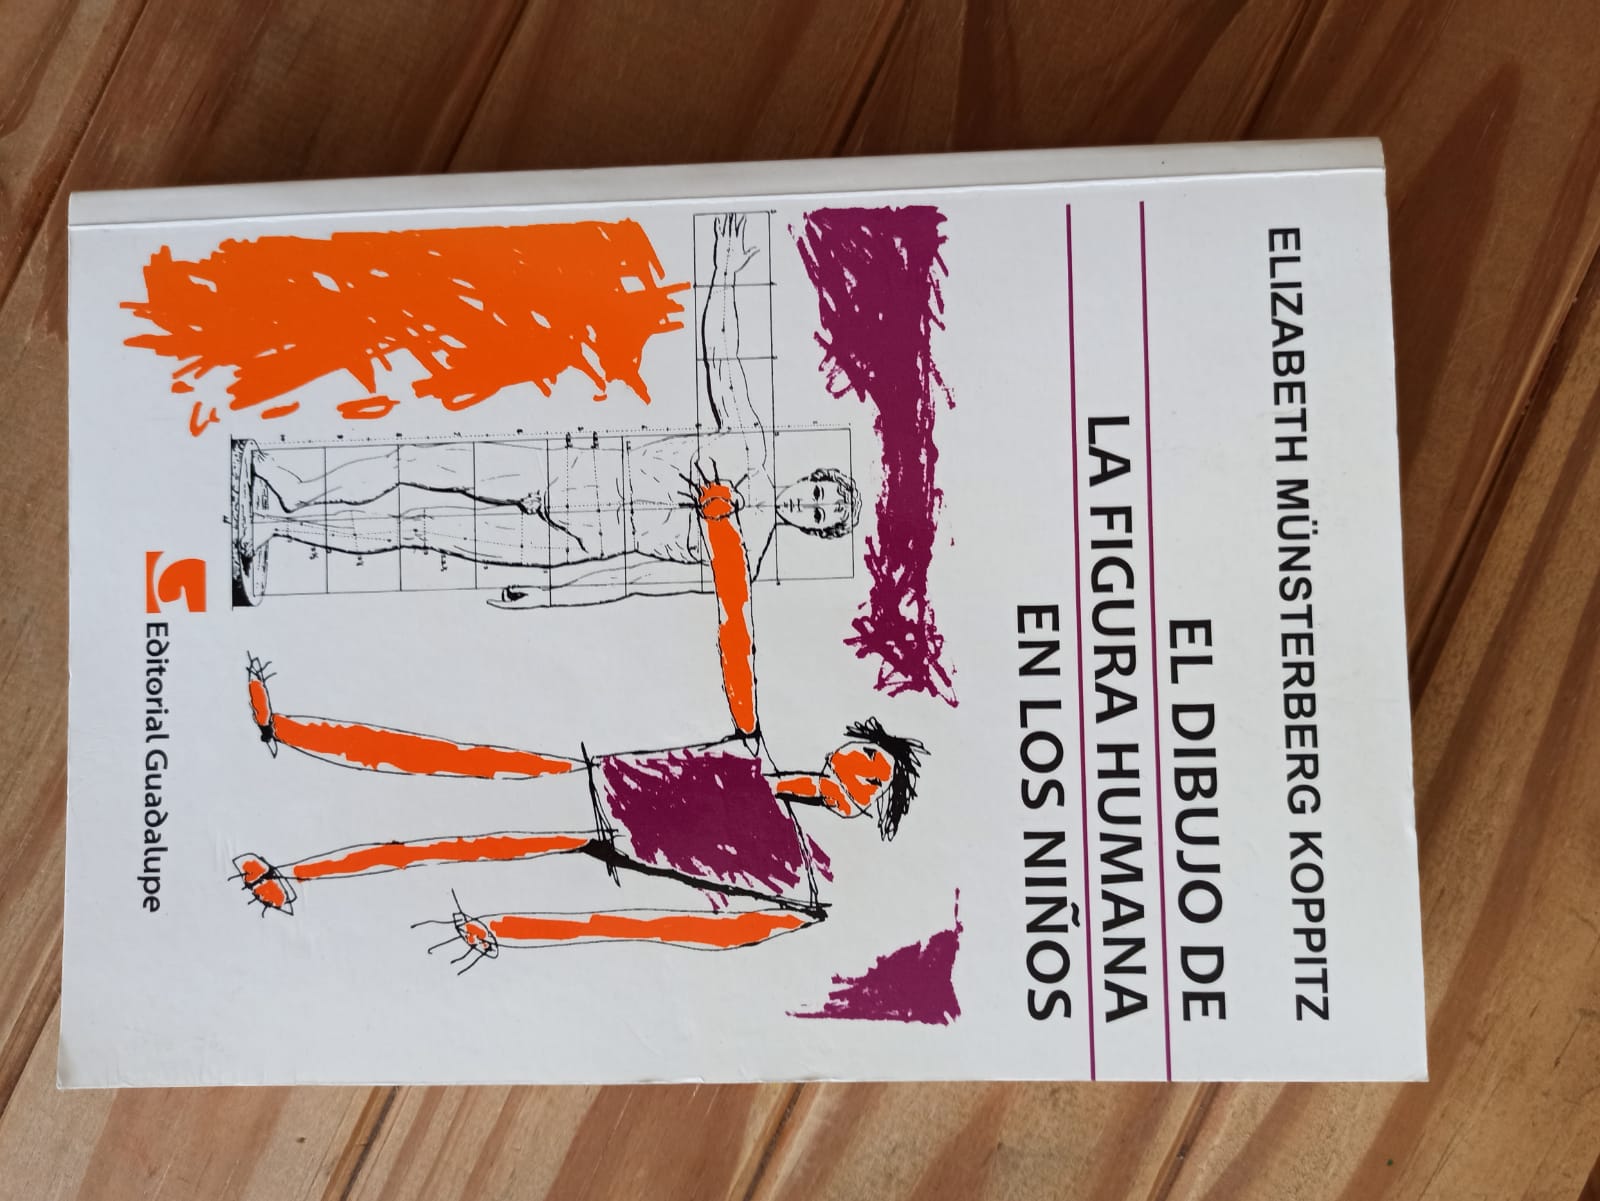 ELIZABETH MÜNSTERBERG KOPPITZ
EL DIBUJO DE
LA FIGURA HUMANA
EN LOS NIÑOS
Editorial Guadalupe